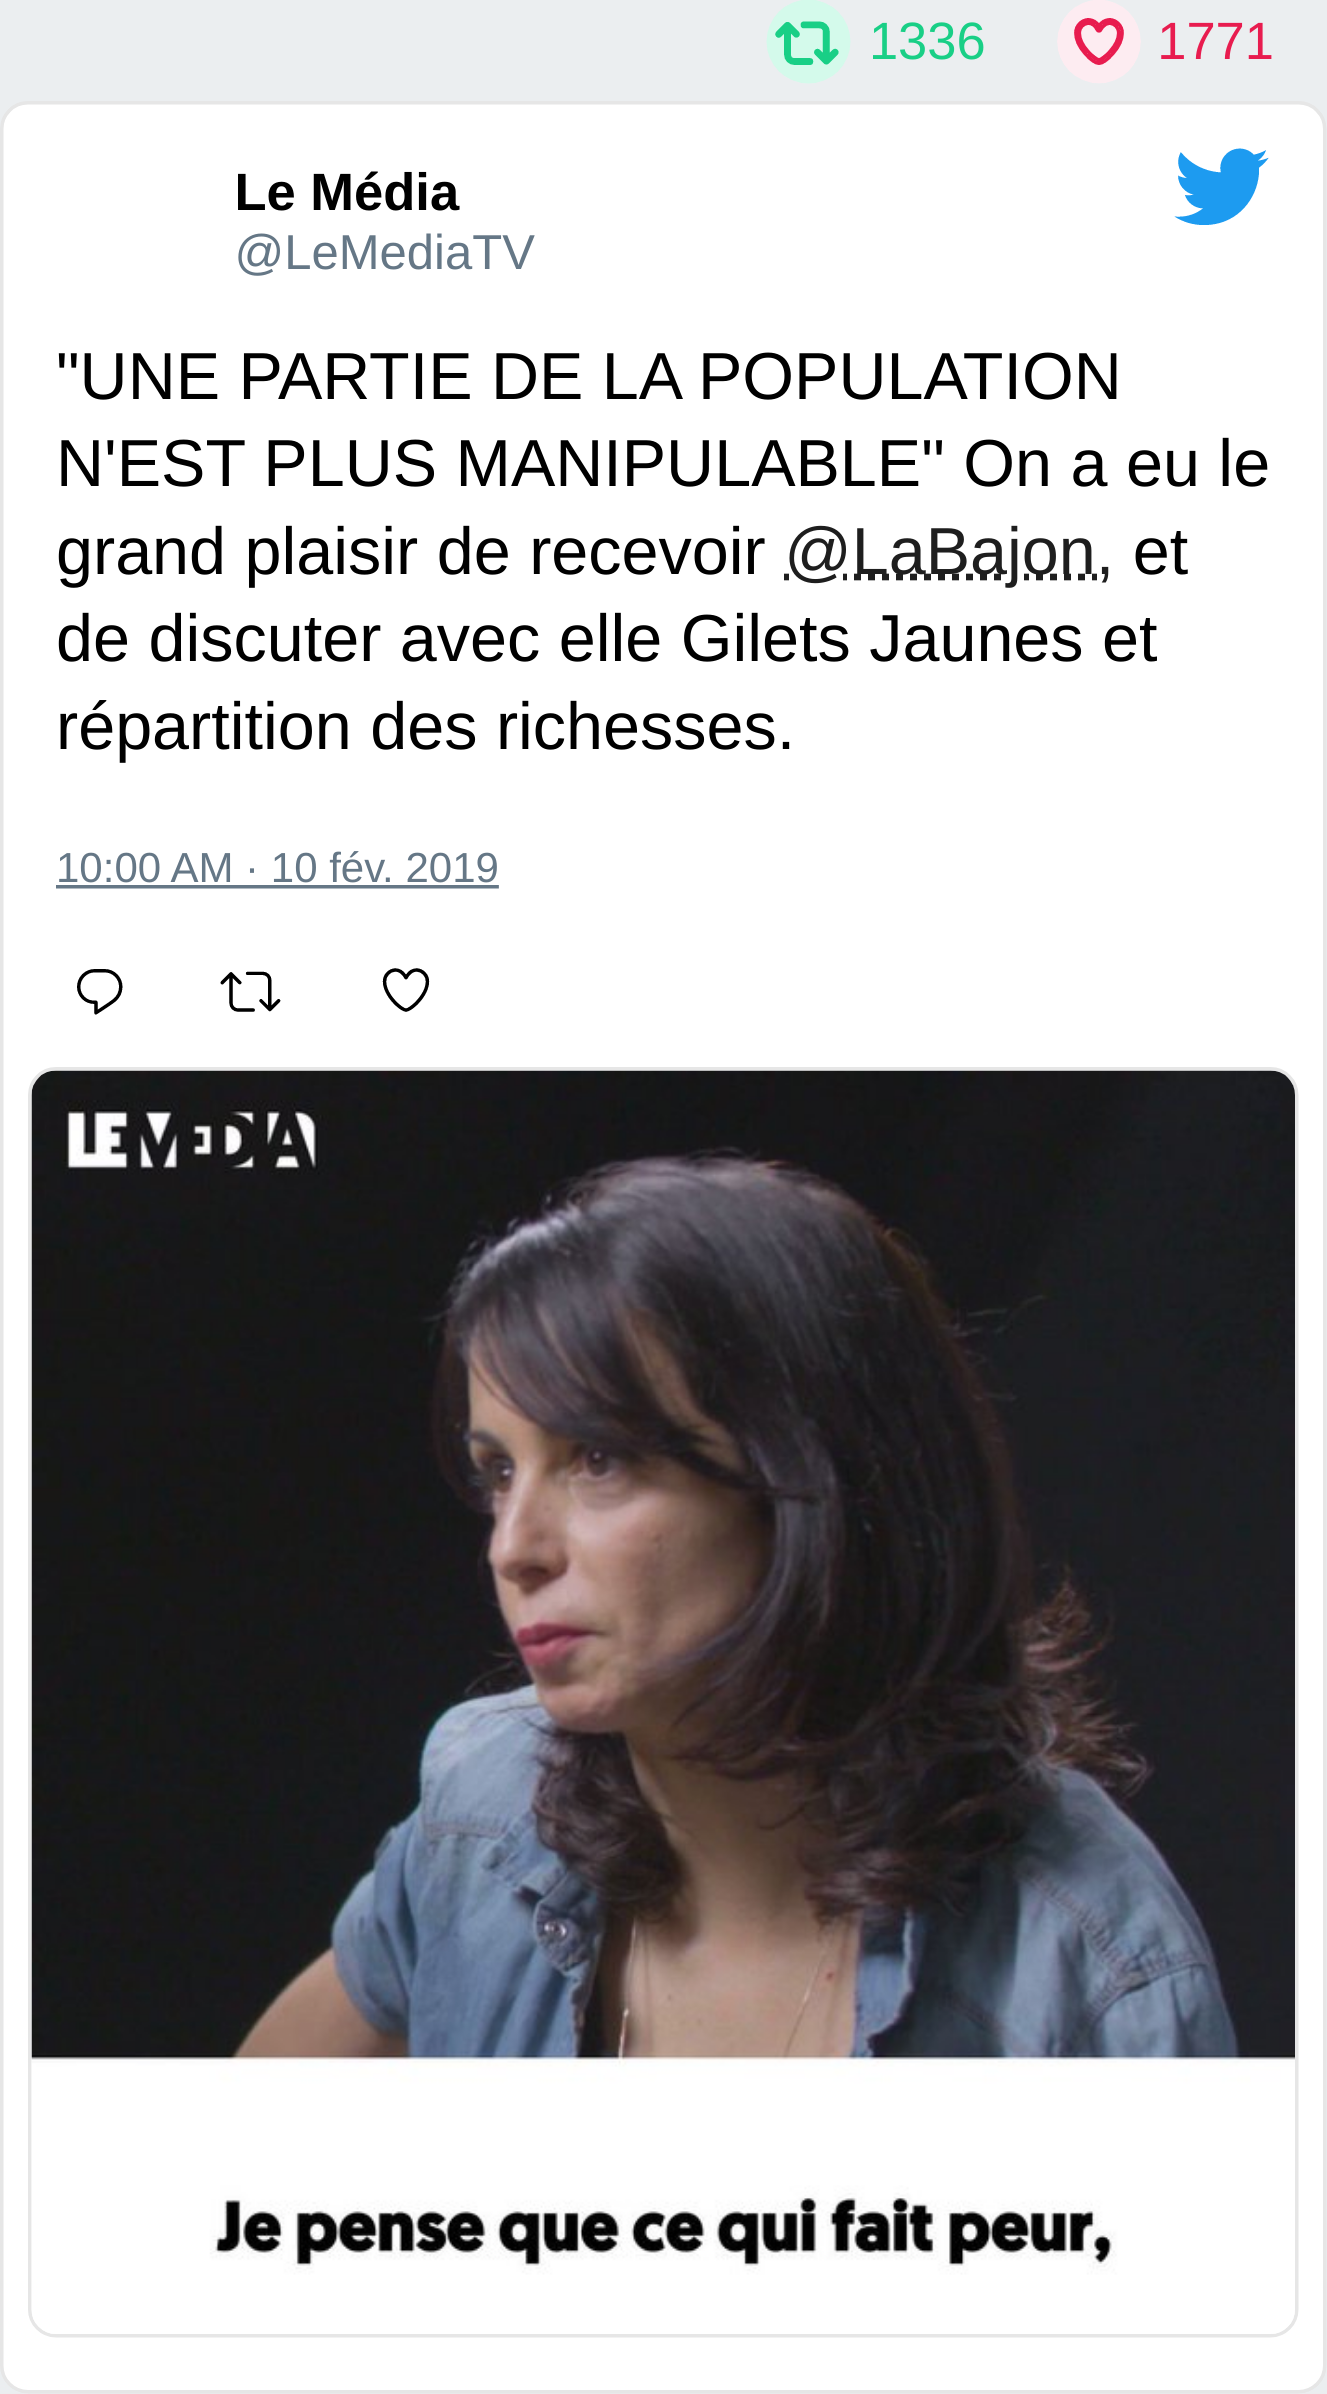 1336 1771
Le Média
@LeMediaTV
"UNE PARTIE DE LA POPULATION
N'EST PLUS MANIPULABLE" On a eu le
grand plaisir de recevoir @LaBajon, et
de discuter avec elle Gilets Jaunes et
répartition des richesses.
10:00 AM · 10 fév. 2019
LE MEDIA
Je pense que ce qui fait peur,